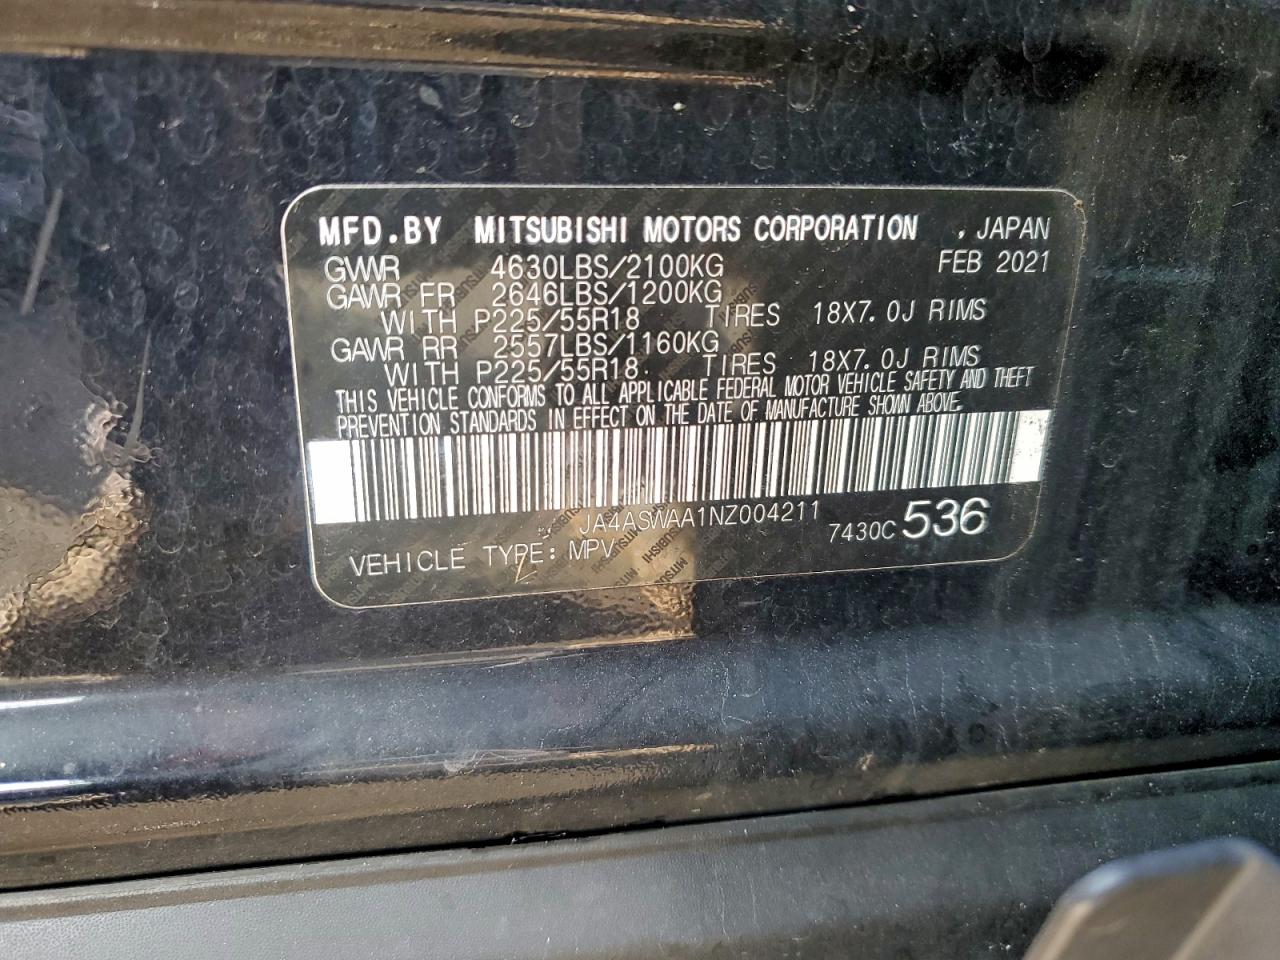 MFD.BY MITSUBISHI MOTORS CORPORATION , JAPAN
GVWR 4630LBS/2100KG FEB 2021
GAWR FR 2646LBS/1200KG
WITH P225/55R18 TIRES 18X7.0J RIMS
GAWR RR 2557LBS/1160KG
WITH P225/55R18 TIRES 18X7.0J RIMS
THIS VEHICLE CONFORMS TO ALL APPLICABLE FEDERAL MOTOR VEHICLE SAFETY AND THEFT
PREVENTION STANDARDS IN EFFECT ON THE DATE OF MANUFACTURE SHOWN ABOVE.
JA4ASWAA1NZ004211
7430C 536
VEHICLE TYPE: MPV